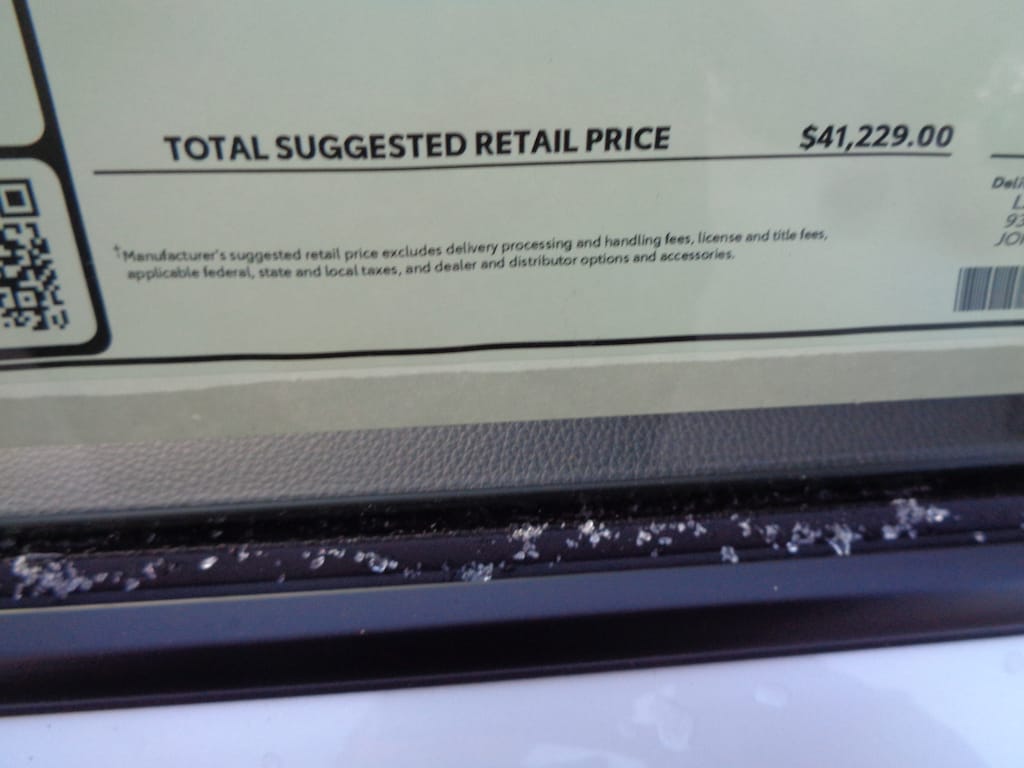 TOTAL SUGGESTED RETAIL PRICE $41,229.00
†Manufacturer's suggested retail price excludes delivery processing and handling fees, license and title fees,
applicable federal, state and local taxes, and dealer and distributor options and accessories.